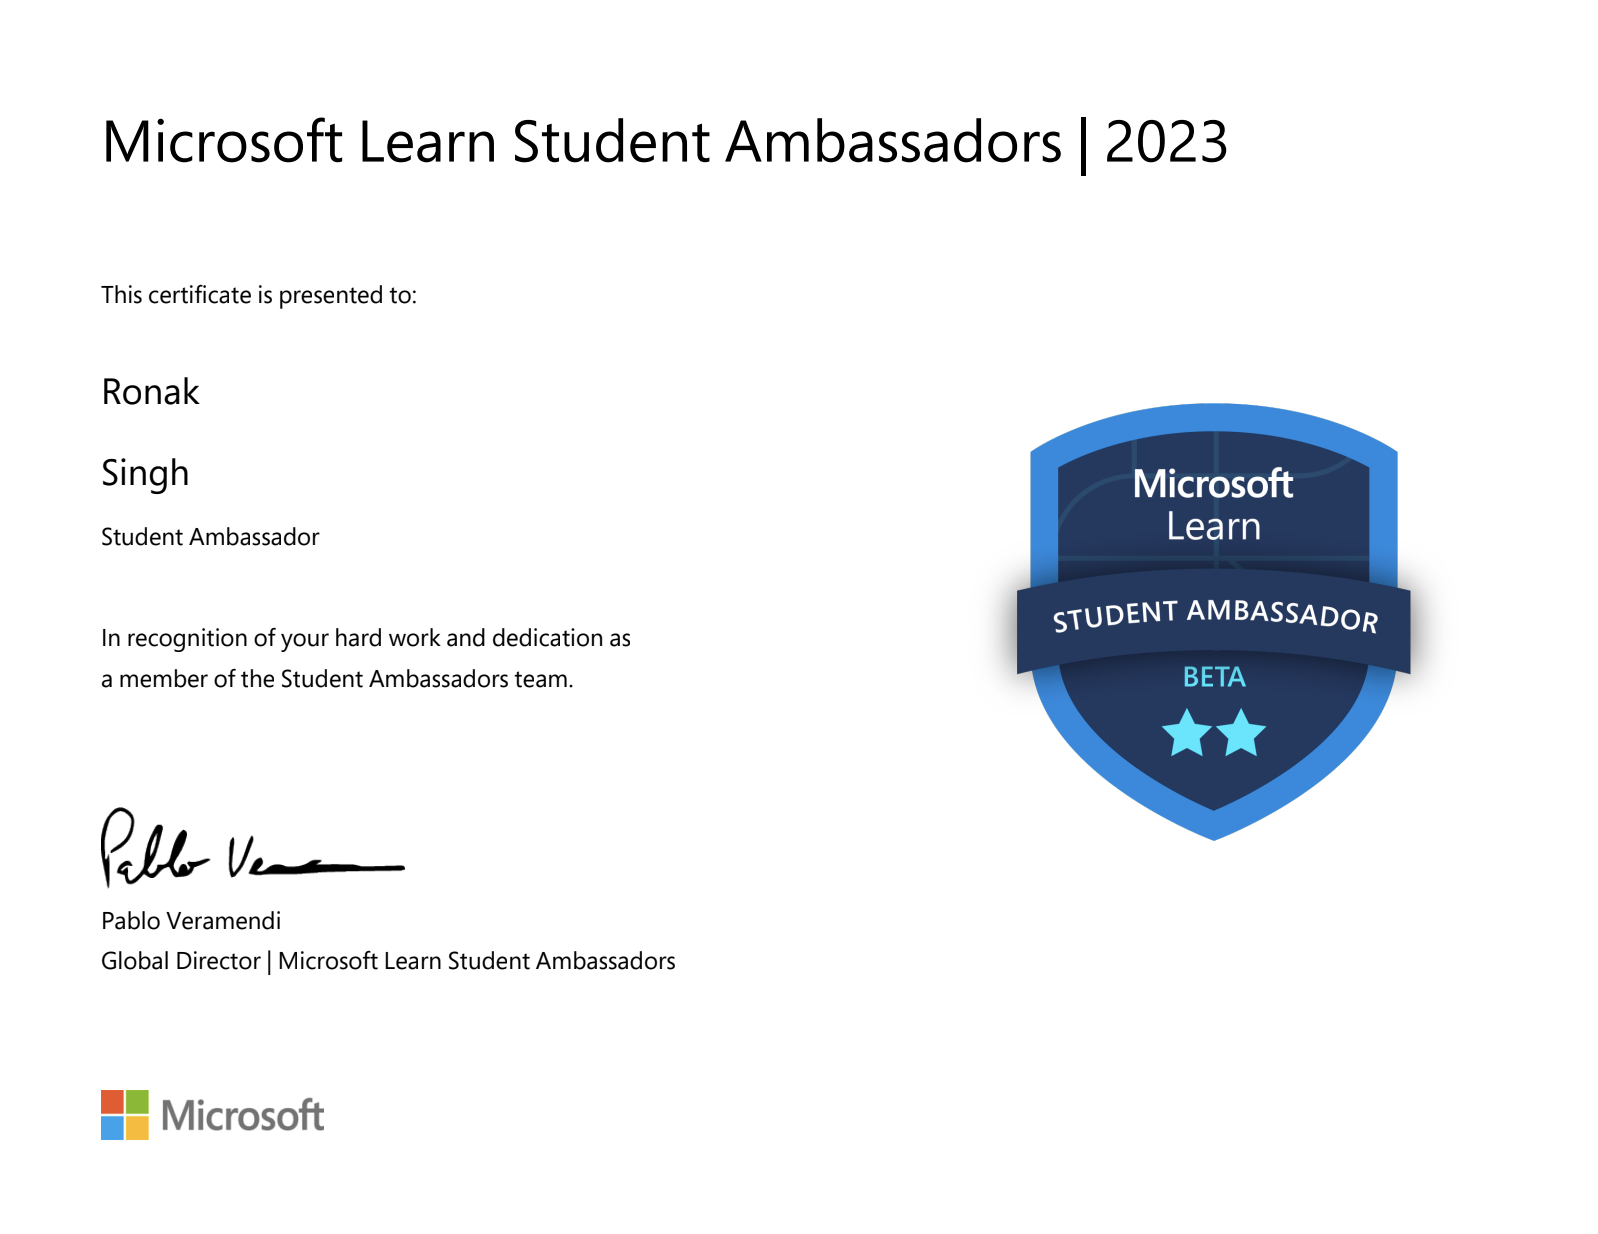 Microsoft Learn Student Ambassadors | 2023
This certificate is presented to:
Ronak
Singh
Student Ambassador
In recognition of your hard work and dedication as
a member of the Student Ambassadors team.
Pablo Veramendi
Pablo Veramendi
Global Director | Microsoft Learn Student Ambassadors
Microsoft
Microsoft
Learn
STUDENT AMBASSADOR
BETA